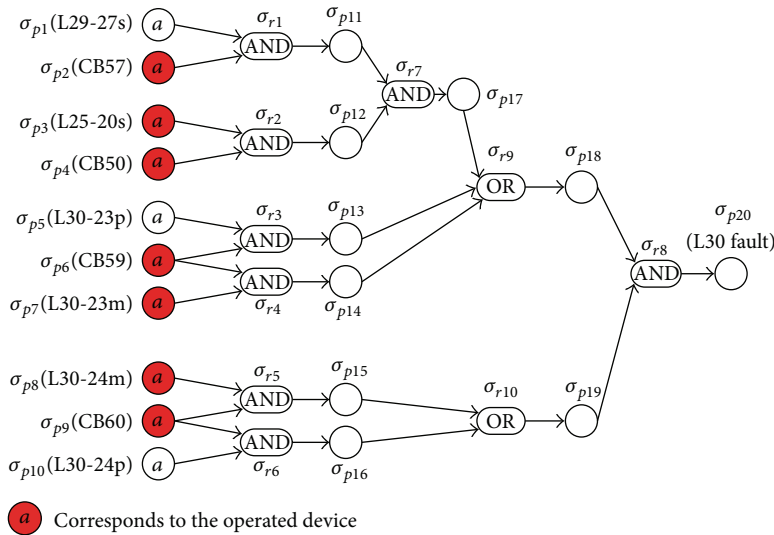 σp1(L29-27s) a
σr1
AND
σp11
σp2(CB57) a
σr7
AND
σp17
σp3(L25-20s) a
σr2
AND
σp12
σp4(CB50) a
σr9
OR
σp18
σp5(L30-23p) a
σr3
AND
σp13
σp20
(L30 fault)
σr8
AND
σp6(CB59) a
AND
σr4
σp14
σp7(L30-23m) a
σp8(L30-24m) a
σr5
AND
σp15
σr10
OR
σp19
σp9(CB60) a
AND
σr6
σp16
σp10(L30-24p) a
a Corresponds to the operated device